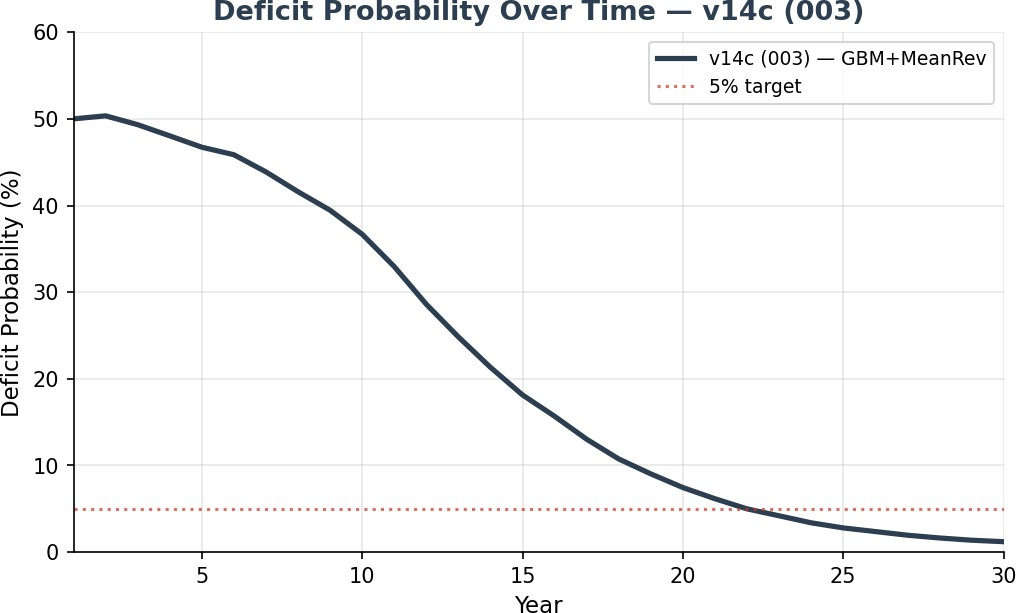 Deficit Probability Over Time — v14c (003)
v14c (003) — GBM+MeanRev
5% target
Deficit Probability (%)
60
50
40
30
20
10
0
5
10
15
20
25
30
Year